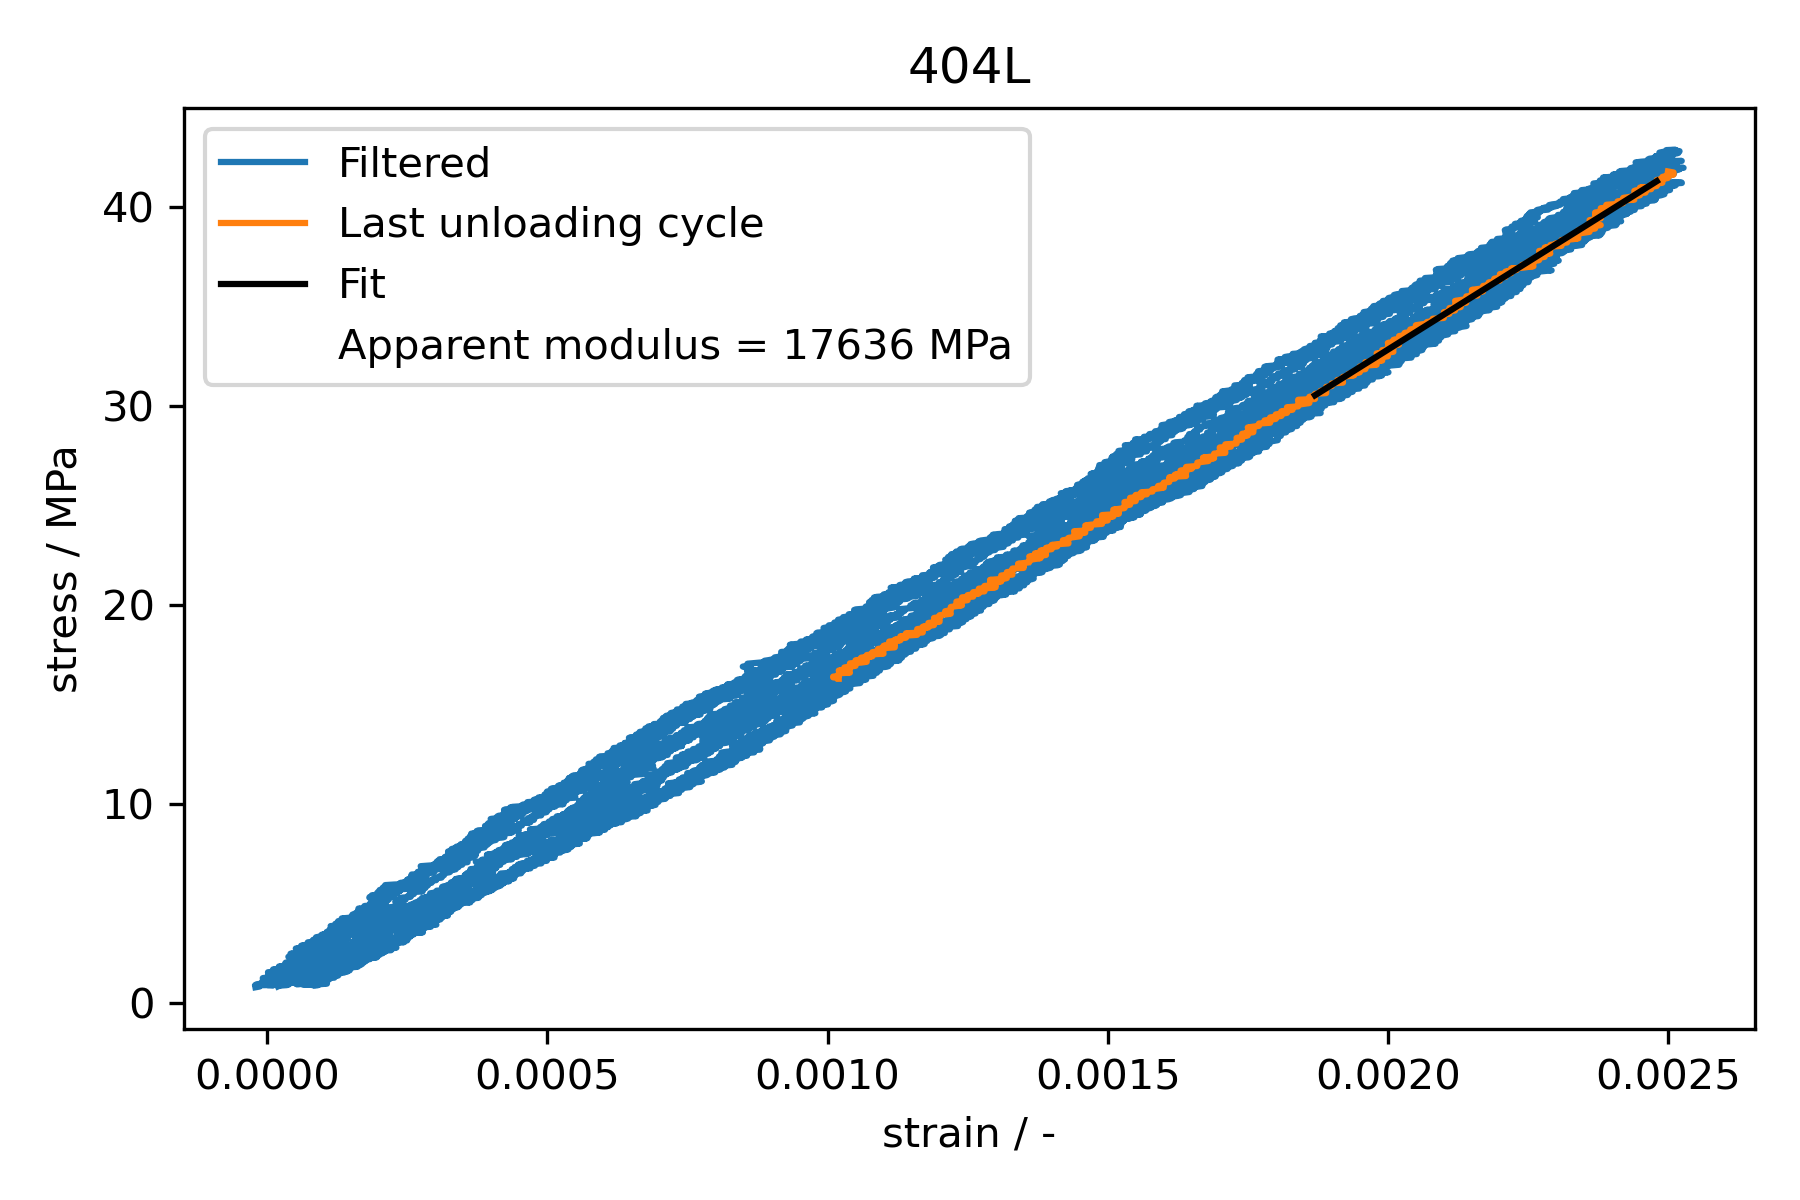 404L
Filtered
Last unloading cycle
Fit
Apparent modulus = 17636 MPa
40
30
20
10
0
stress / MPa
0.0000 0.0005 0.0010 0.0015 0.0020 0.0025
strain / -